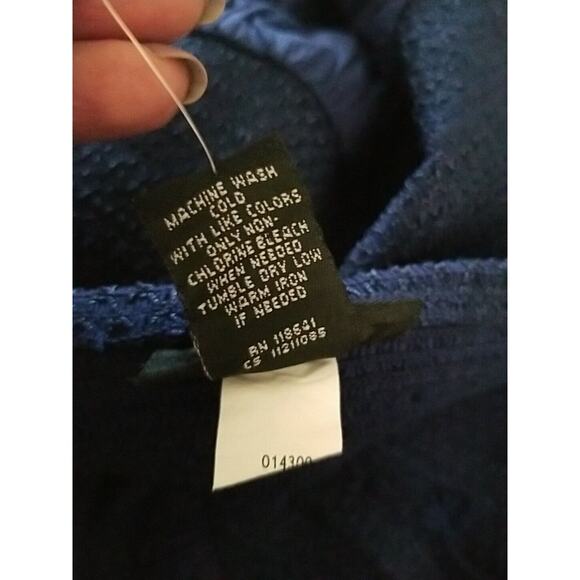 MACHINE WASH
COLD
WITH LIKE COLORS
ONLY NON-
CHLORINE BLEACH
WHEN NEEDED
TUMBLE DRY LOW
WARM IRON
IF NEEDED
RN 118641
CS 11211085
014300